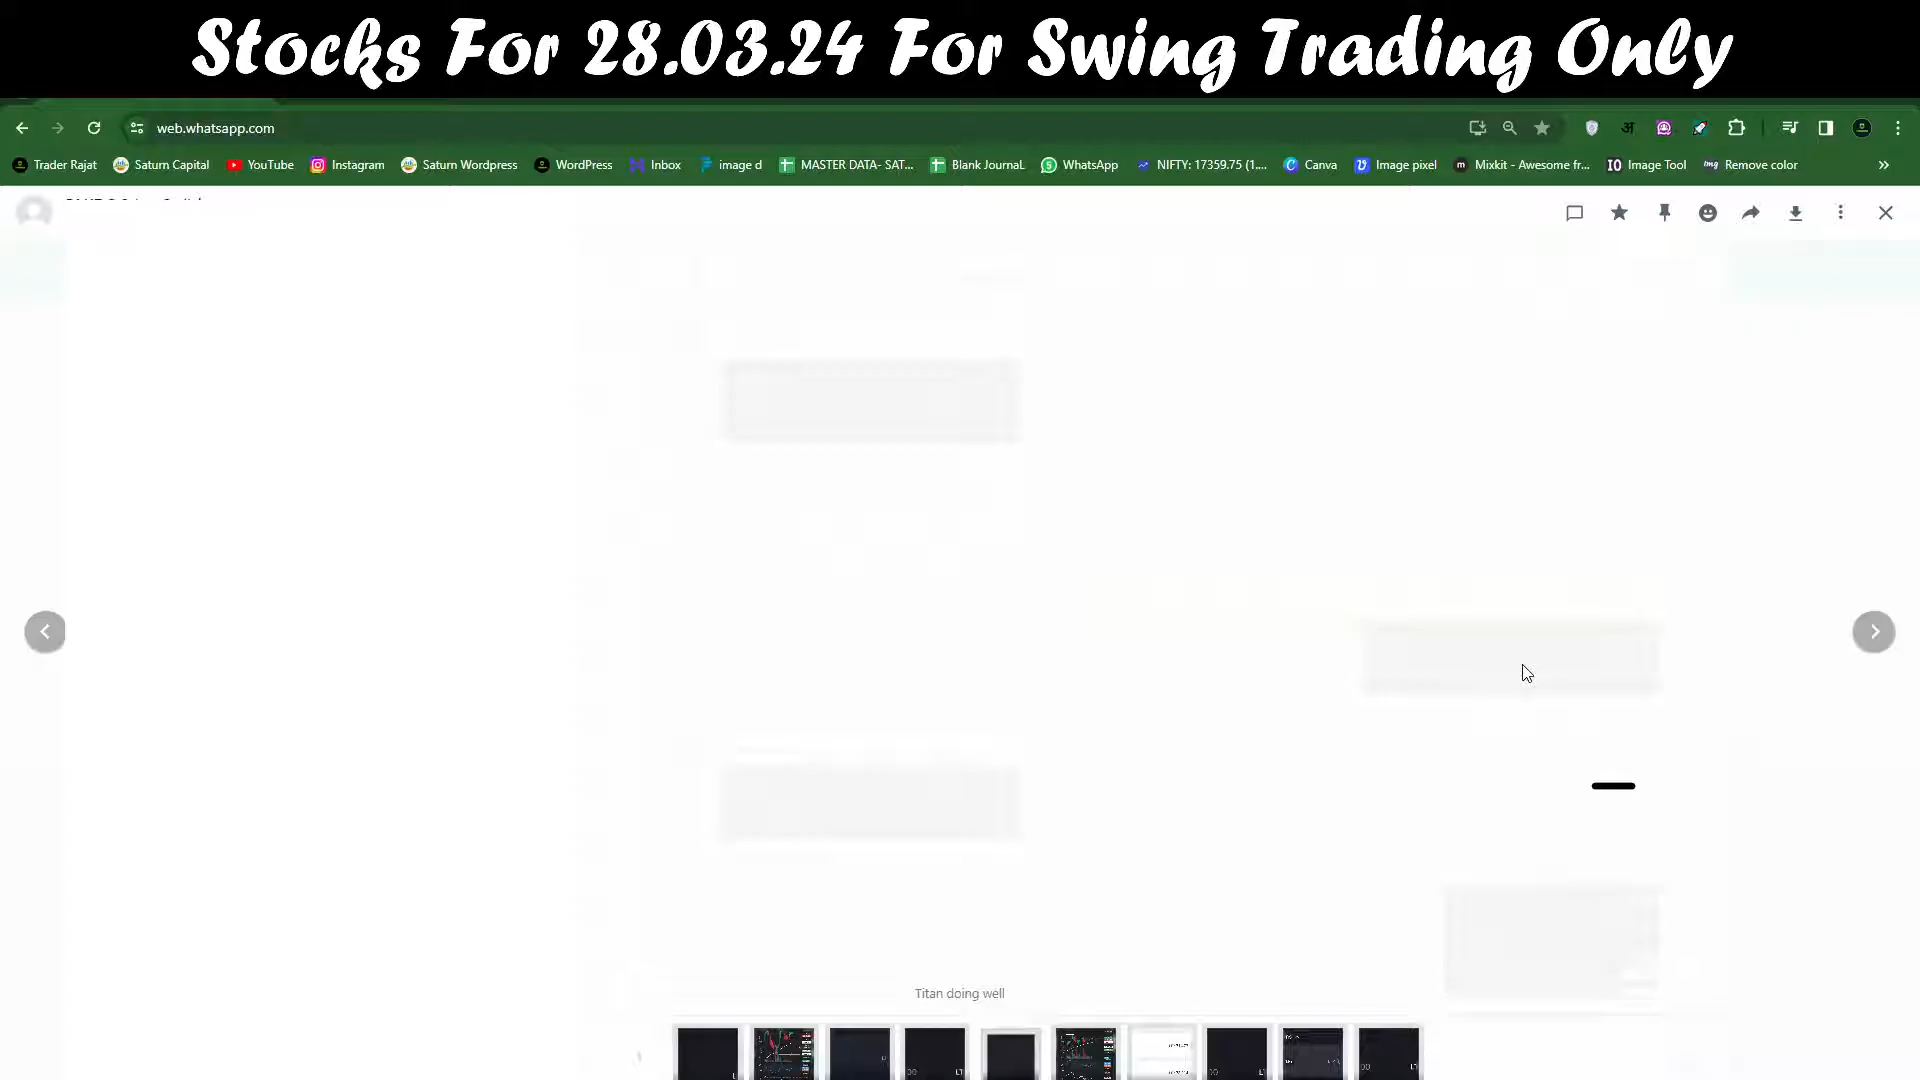 Stocks For 28.03.24 For Swing Trading Only
web.whatsapp.com
Trader Rajat
Saturn Capital
YouTube
Instagram
Saturn Wordpress
WordPress
Inbox
image d
MASTER DATA- SAT...
Blank JournaL
WhatsApp
NIFTY: 17359.75 (1....
Canva
Image pixel
Mixkit - Awesome fr...
Image Tool
Remove color
Titan doing well